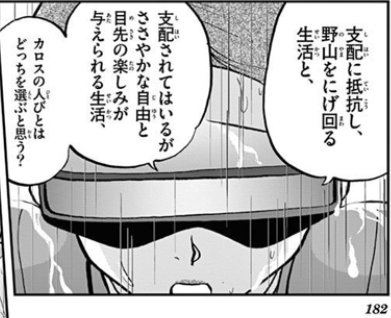 支配に抵抗し、
野山をにげ回る
生活と、
支配されてはいるが
ささやかな自由と
目先の楽しみが
与えられる生活、
カロスの人びとは
どっちを選ぶと思う?
182